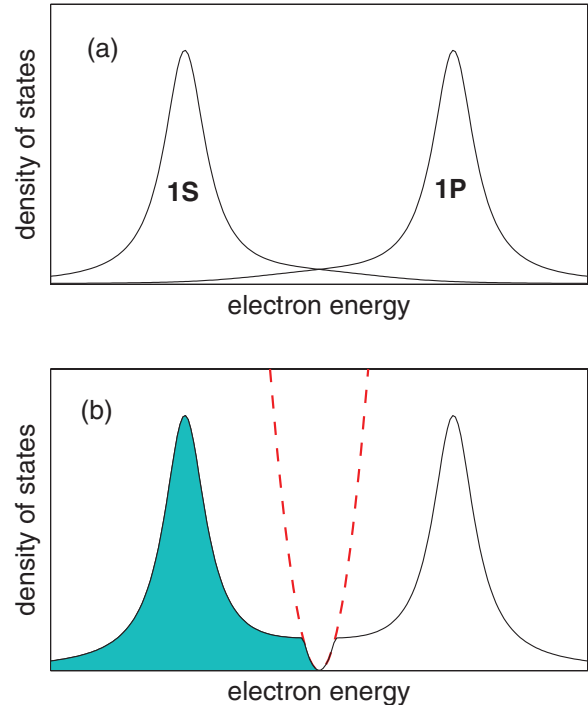 (a)
density of states
1S
1P
electron energy
(b)
density of states
electron energy